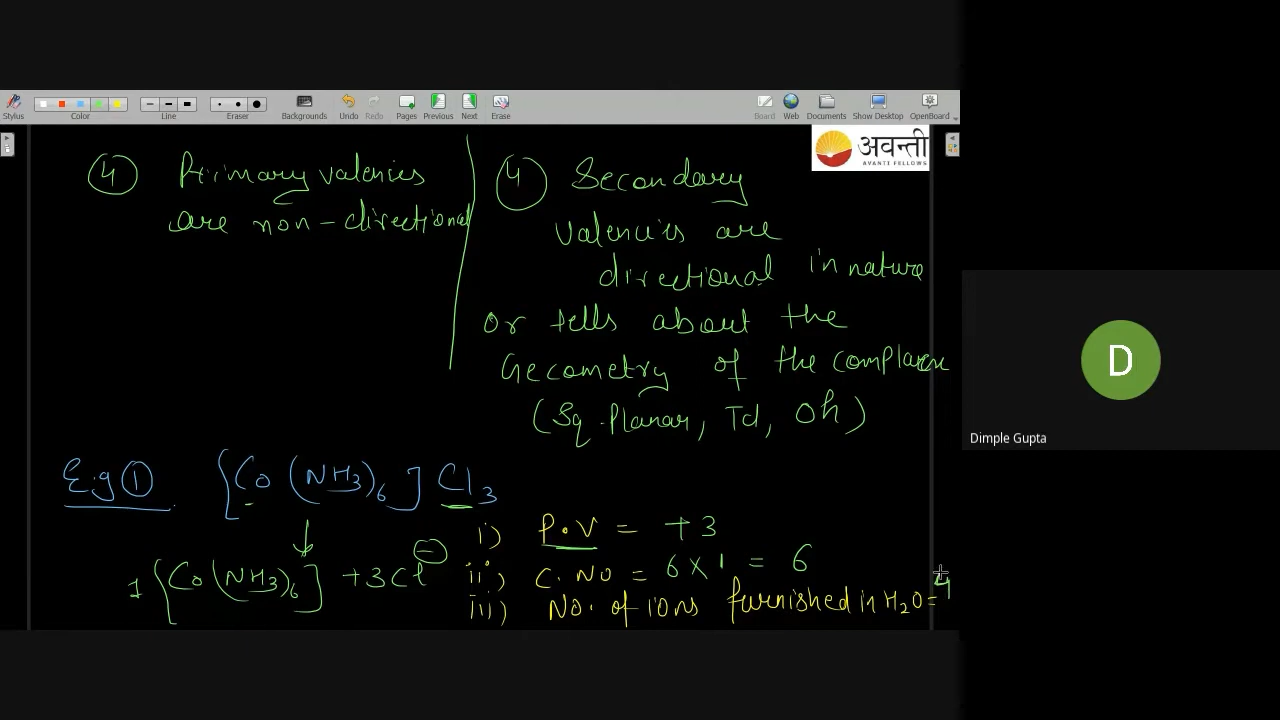 Stylus Color Line Eraser Backgrounds Undo Redo Pages Previous Next Erase Board Web Documents Show Desktop OpenBoard
अवन्ती
AVANTI FELLOWS
④ Primary valencies
are non-directional
④ Secondary
valencies are
directional in nature
Or tells about the
Geometry of the
(Sq. Planar, Td, Oh)
E.g ① [Co (NH3)6] Cl3
1 [Co(NH3)6] + 3Cl⊖
i) P.V = +3
ii) C. NO = 6 X 1 = 6
iii) NO. of ions furnished in H2O = 4
D
Dimple Gupta